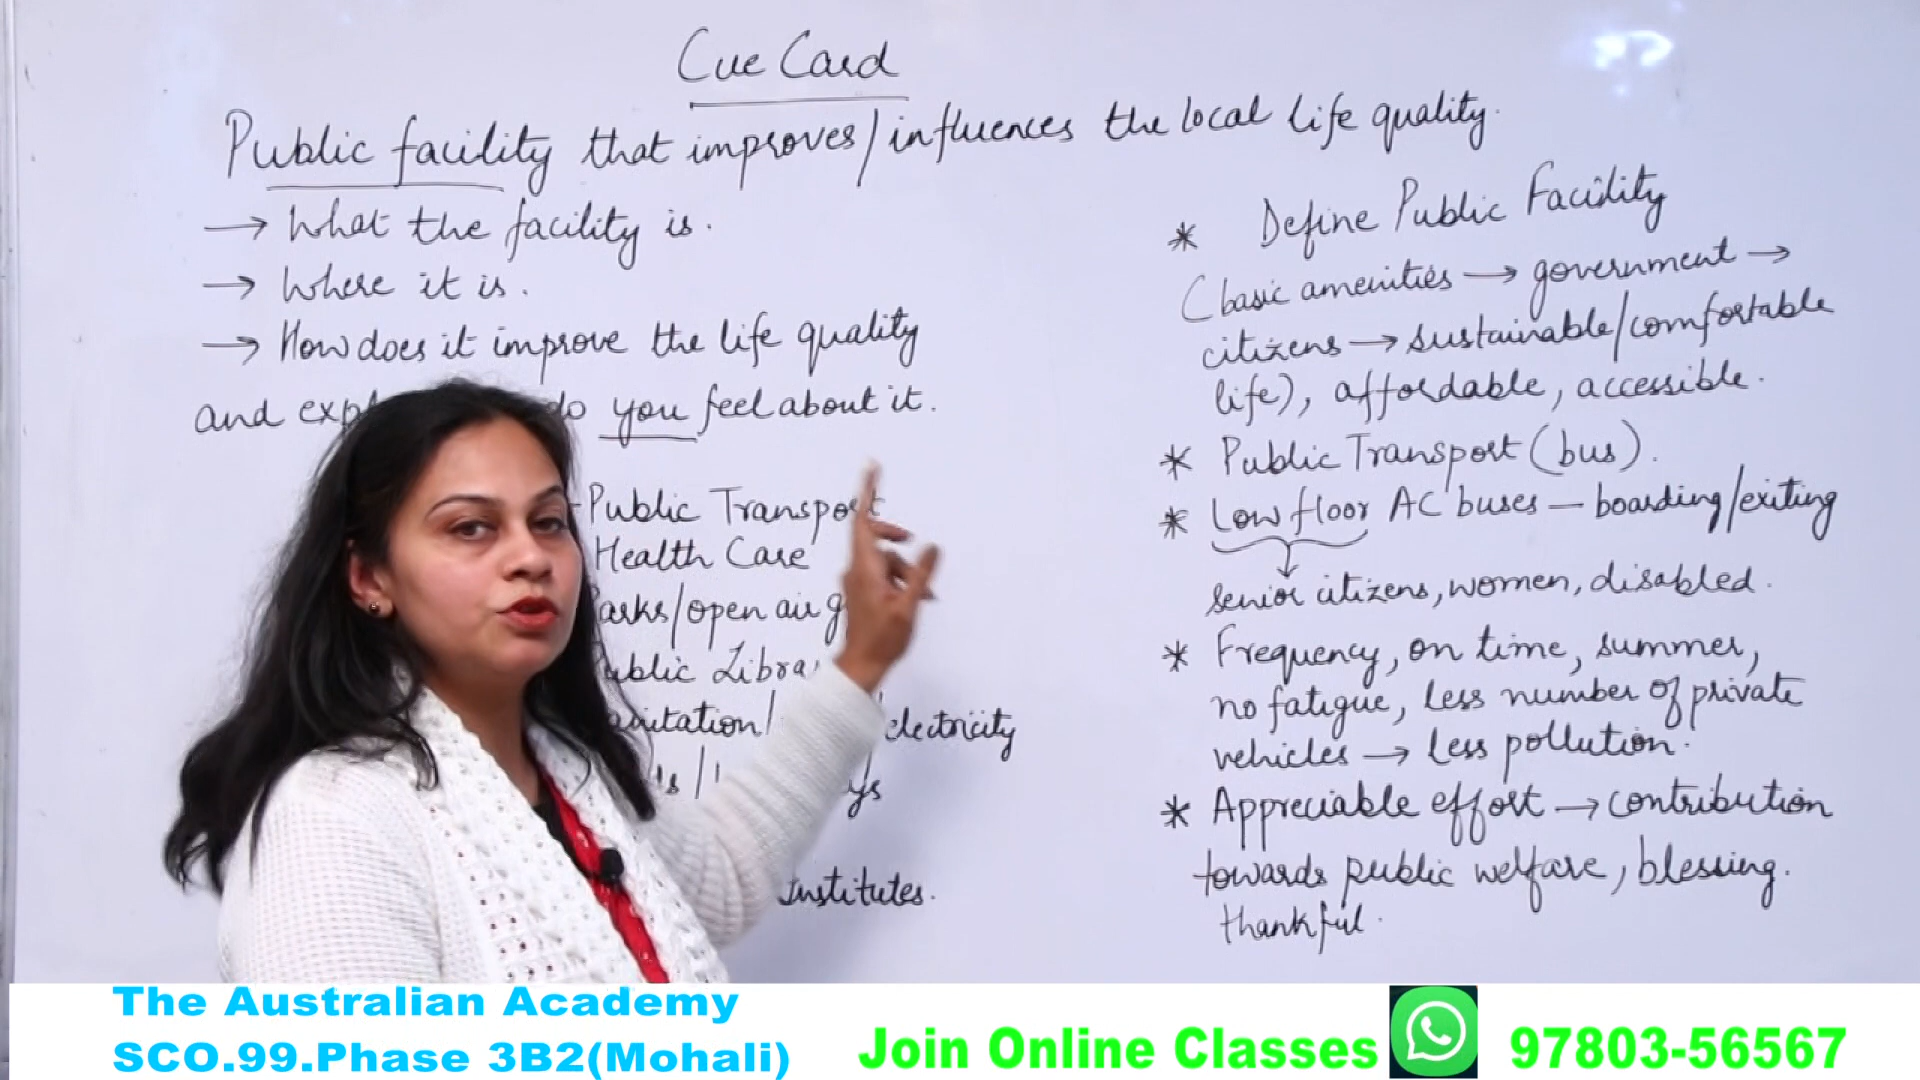 Cue Card
Public facility that improves/influences the local life quality.
→ What the facility is.
→ Where it is.
→ How does it improve the life quality
and do you feel about it.
Public Transport
Health Care
/open air
Public
electricity
Institutes.
* Define Public Facility
(basic amenities → government →
citizens → sustainable/comfortable
life), affordable, accessible.
* Public Transport (bus).
* Low floor AC buses – boarding/exiting
senior citizens, women, disabled.
* Frequency, on time, summer,
no fatigue, less number of private
vehicles → less pollution.
* Appreciable effort → contribution
towards public welfare, blessing.
thankful.
The Australian Academy
SCO.99.Phase 3B2(Mohali)
Join Online Classes
97803-56567